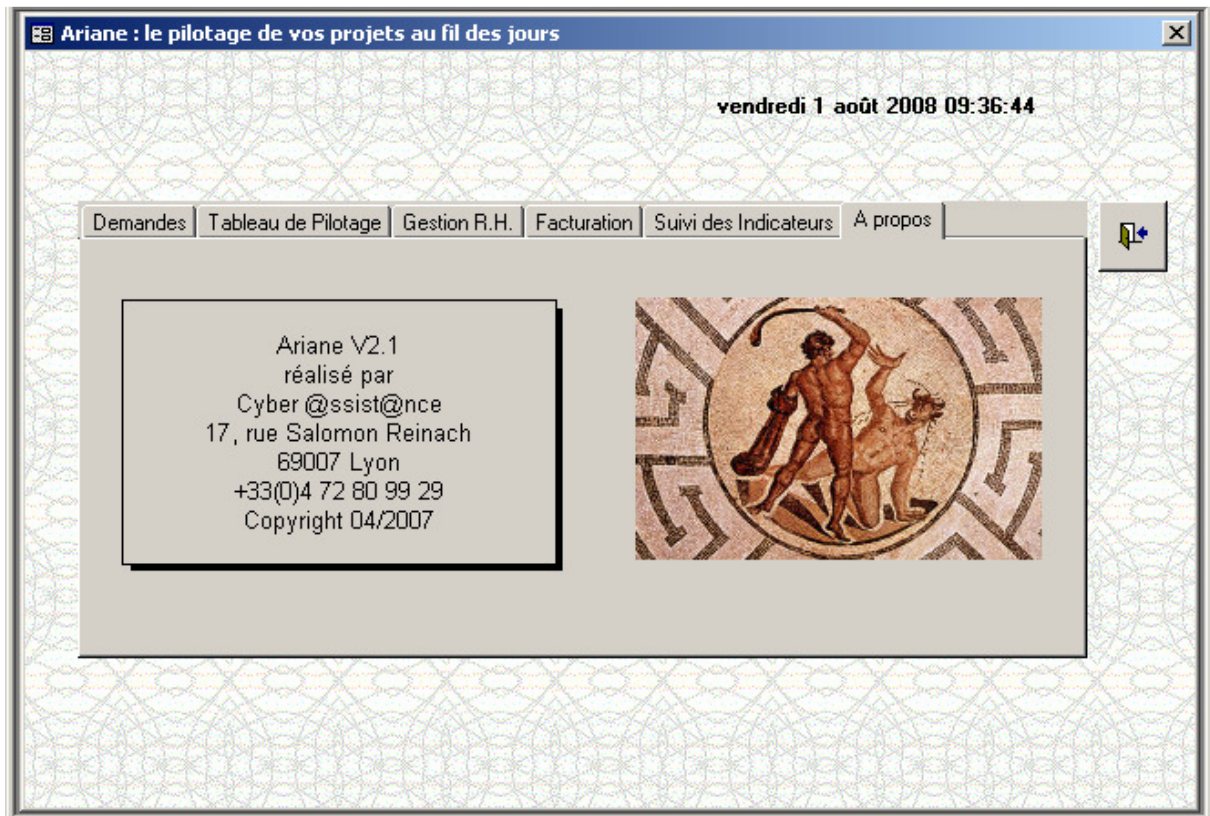 Ariane : le pilotage de vos projets au fil des jours
vendredi 1 août 2008 09:36:44
Demandes Tableau de Pilotage Gestion R.H. Facturation Suivi des Indicateurs A propos
Ariane V2.1
réalisé par
Cyber @ssist@nce
17, rue Salomon Reinach
69007 Lyon
+33(0)4 72 80 99 29
Copyright 04/2007